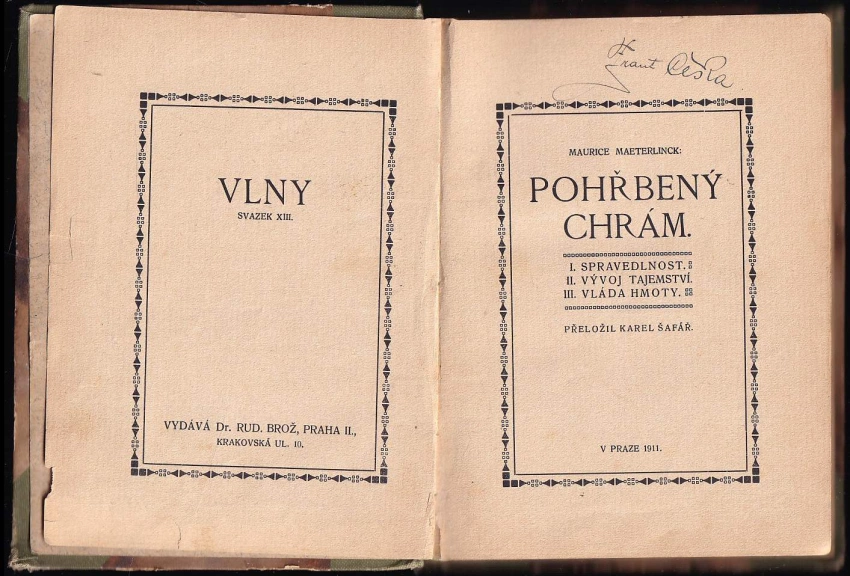 VLNY
SVAZEK XIII.
VYDÁVÁ Dr. RUD. BROŽ, PRAHA II.,
KRAKOVSKÁ UL. 10.
Frant Češka
MAURICE MAETERLINCK:
POHŘBENÝ
CHRÁM.
I. SPRAVEDLNOST.
II. VÝVOJ TAJEMSTVÍ.
III. VLÁDA HMOTY.
PŘELOŽIL KAREL ŠAFÁŘ.
V PRAZE 1911.